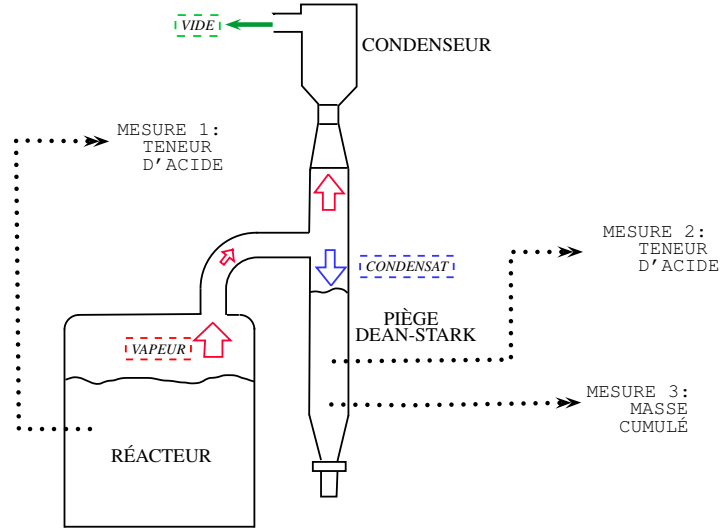 VIDE
CONDENSEUR
MESURE 1:
TENEUR
D'ACIDE
MESURE 2:
TENEUR
D'ACIDE
CONDENSAT
PIÈGE
DEAN-STARK
VAPEUR
MESURE 3:
MASSE
CUMULÉ
RÉACTEUR